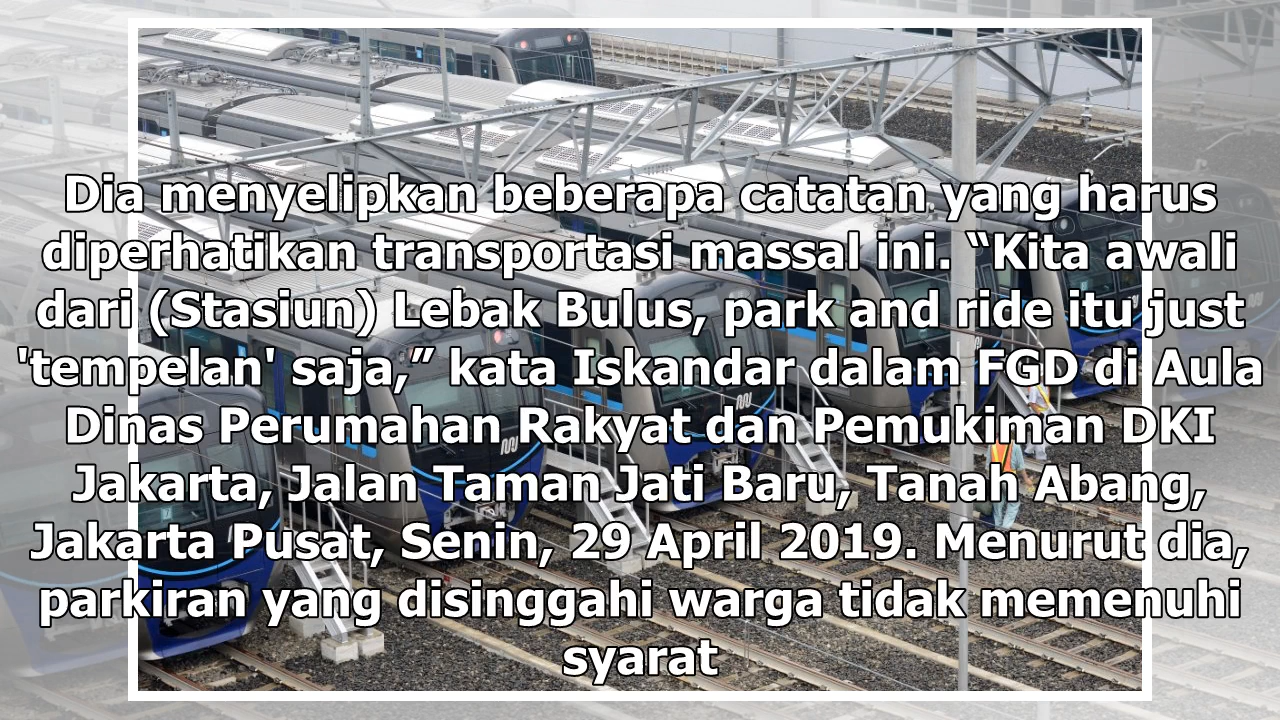 Dia menyelipkan beberapa catatan yang harus
diperhatikan transportasi massal ini. “Kita awali
dari (Stasiun) Lebak Bulus, park and ride itu just
'tempelan' saja,” kata Iskandar dalam FGD di Aula
Dinas Perumahan Rakyat dan Pemukiman DKI
Jakarta, Jalan Taman Jati Baru, Tanah Abang,
Jakarta Pusat, Senin, 29 April 2019. Menurut dia,
parkiran yang disinggahi warga tidak memenuhi
syarat